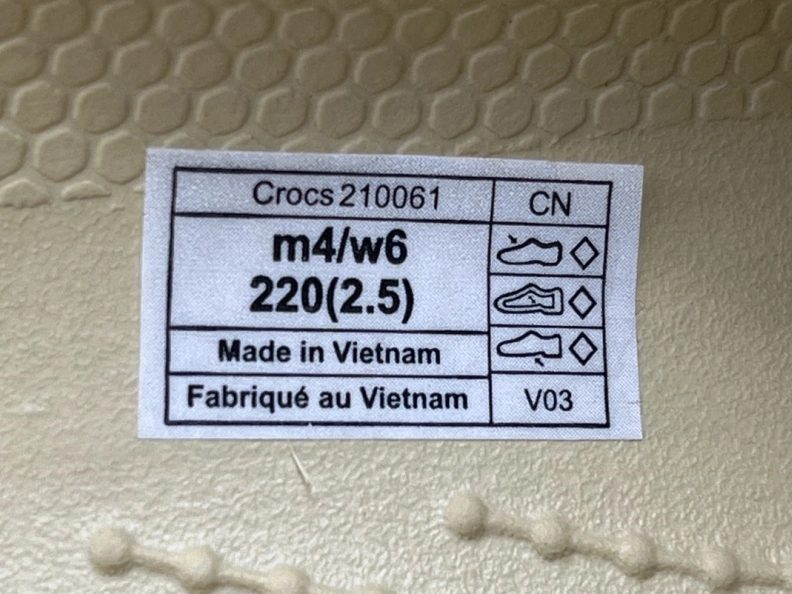 Crocs 210061 CN
m4/w6
220(2.5)
Made in Vietnam
Fabriqué au Vietnam V03